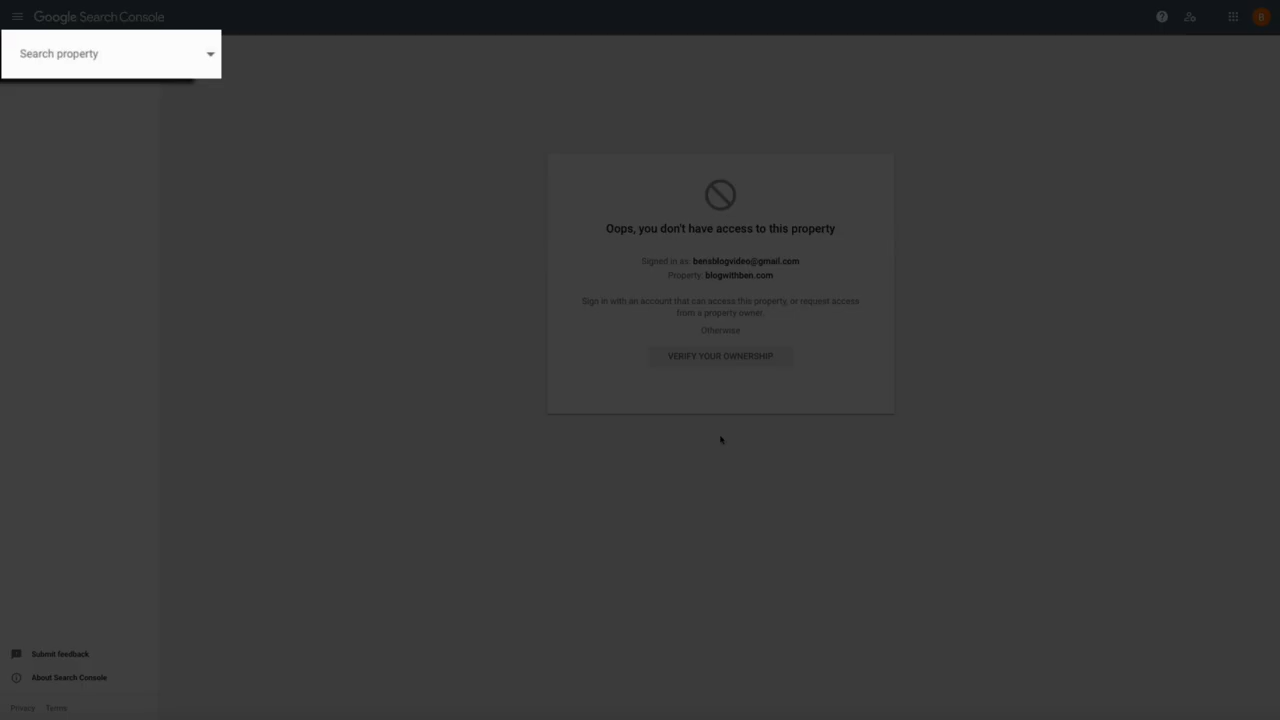 Google Search Console
B
Search property
Oops, you don't have access to this property
Signed in as: bensblogvideo@gmail.com
Property: blogwithben.com
Sign in with an account that can access this property, or request access
from a property owner.
Otherwise
VERIFY YOUR OWNERSHIP
Submit feedback
About Search Console
Privacy Terms